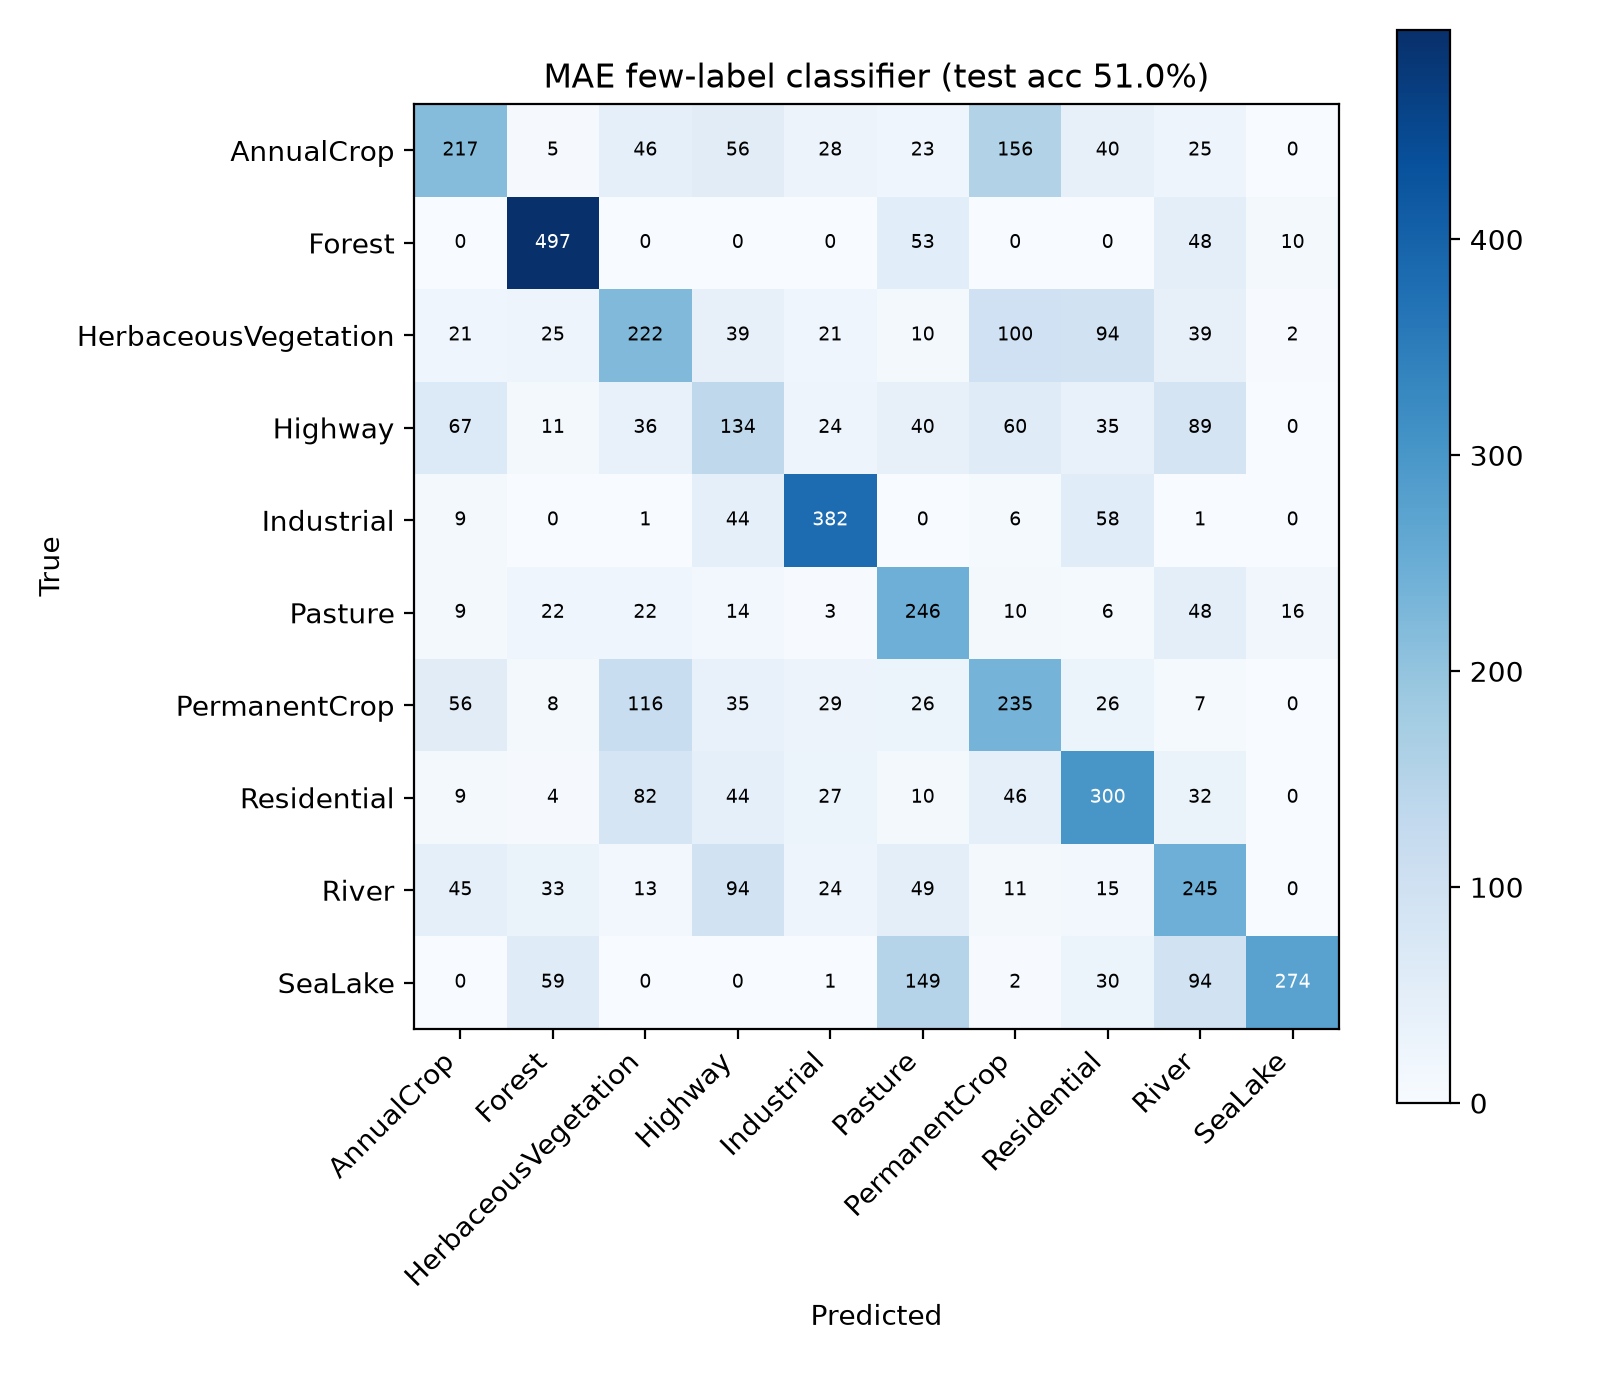 MAE few-label classifier (test acc 51.0%)
AnnualCrop 217 5 46 56 28 23 156 40 25 0
Forest 0 497 0 0 0 53 0 0 48 10
HerbaceousVegetation 21 25 222 39 21 10 100 94 39 2
Highway 67 11 36 134 24 40 60 35 89 0
Industrial 9 0 1 44 382 0 6 58 1 0
Pasture 9 22 22 14 3 246 10 6 48 16
PermanentCrop 56 8 116 35 29 26 235 26 7 0
Residential 9 4 82 44 27 10 46 300 32 0
River 45 33 13 94 24 49 11 15 245 0
SeaLake 0 59 0 0 1 149 2 30 94 274
True
AnnualCrop
Forest
HerbaceousVegetation
Highway
Industrial
Pasture
PermanentCrop
Residential
River
SeaLake
Predicted
400
300
200
100
0